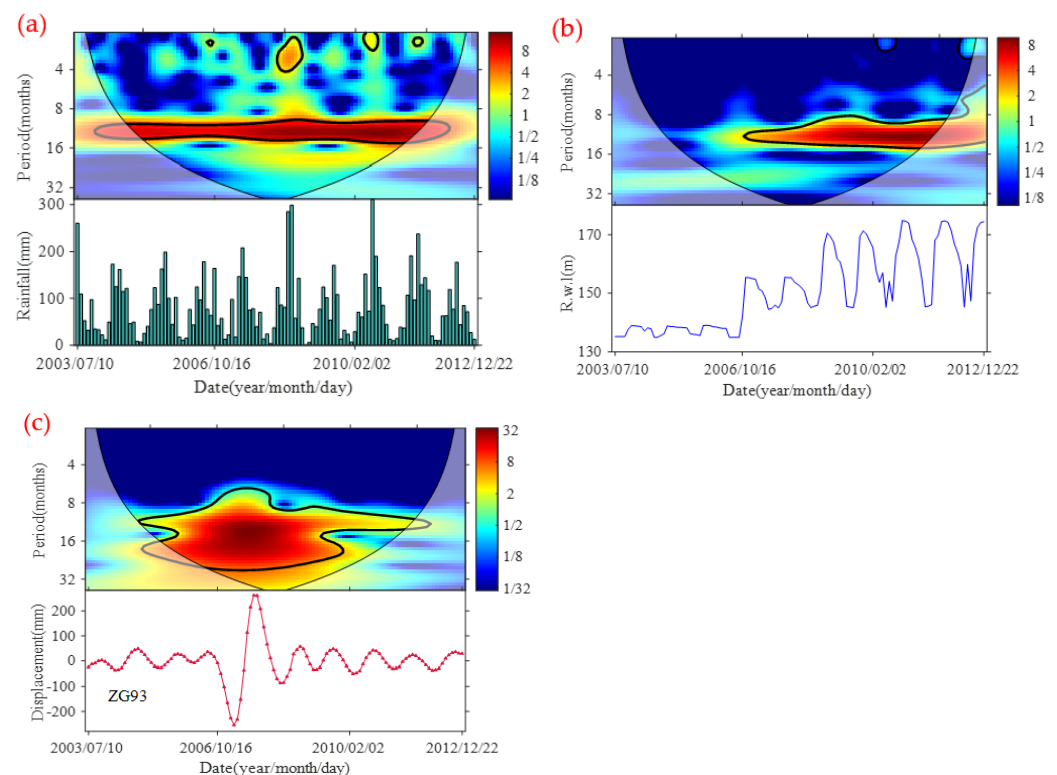 (a)
Period(months)
4
8
16
32
8
4
2
1
1/2
1/4
1/8
Rainfall(mm)
300
200
100
0
2003/07/10 2006/10/16 2010/02/02 2012/12/22
Date(year/month/day)
(b)
Period(months)
4
8
16
32
8
4
2
1
1/2
1/4
1/8
R.w.l(m)
170
150
130
2003/07/10 2006/10/16 2010/02/02 2012/12/22
Date(year/month/day)
(c)
Period(months)
4
8
16
32
32
8
2
1/2
1/8
1/32
Displacement(mm)
200
100
0
-100
-200
ZG93
2003/07/10 2006/10/16 2010/02/02 2012/12/22
Date(year/month/day)